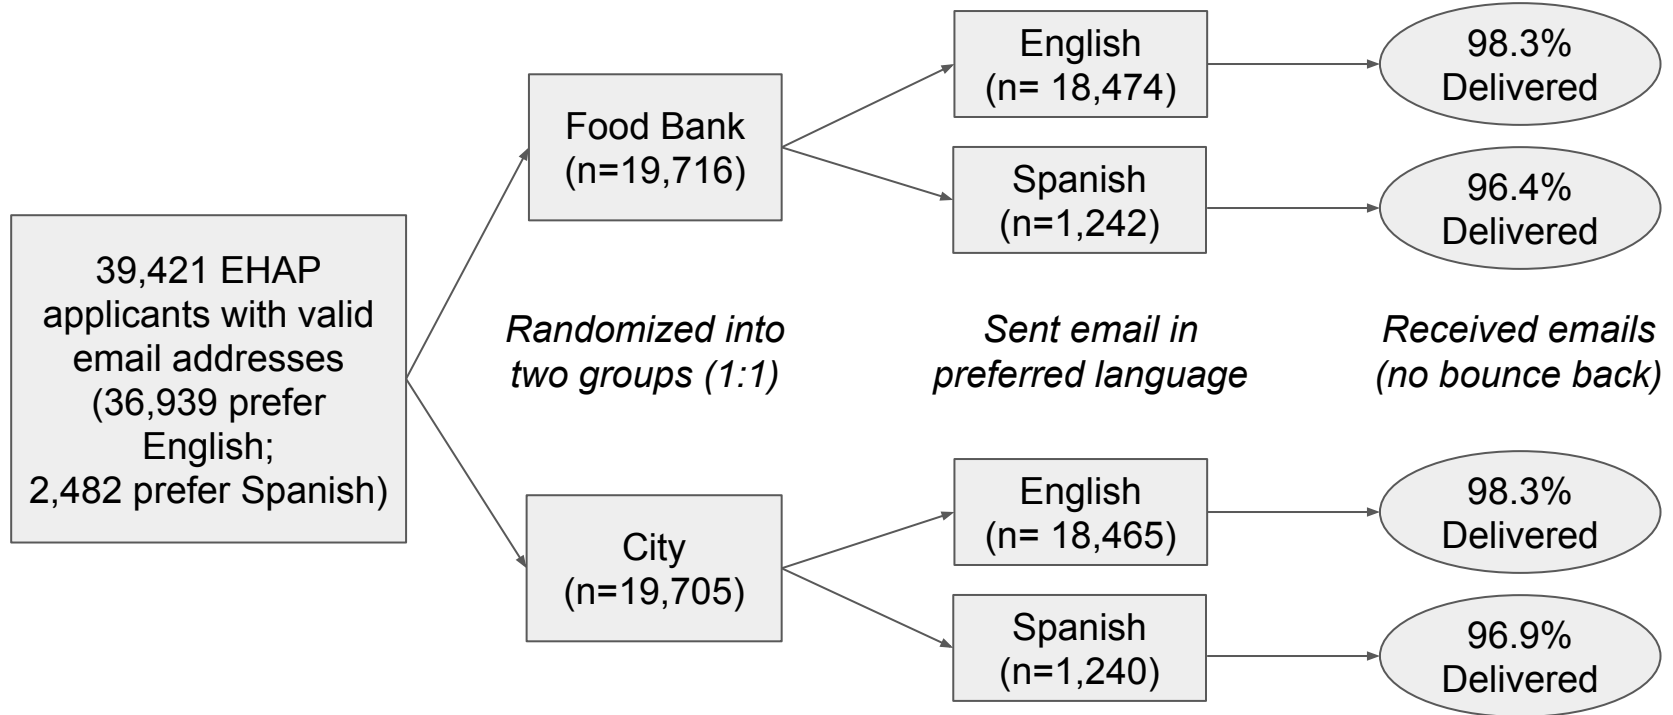 39,421 EHAP
applicants with valid
email addresses
(36,939 prefer
English;
2,482 prefer Spanish)
Food Bank
(n=19,716)
City
(n=19,705)
Randomized into
two groups (1:1)
English
(n= 18,474)
Spanish
(n=1,242)
Sent email in
preferred language
English
(n= 18,465)
Spanish
(n=1,240)
98.3%
Delivered
96.4%
Delivered
Received emails
(no bounce back)
98.3%
Delivered
96.9%
Delivered